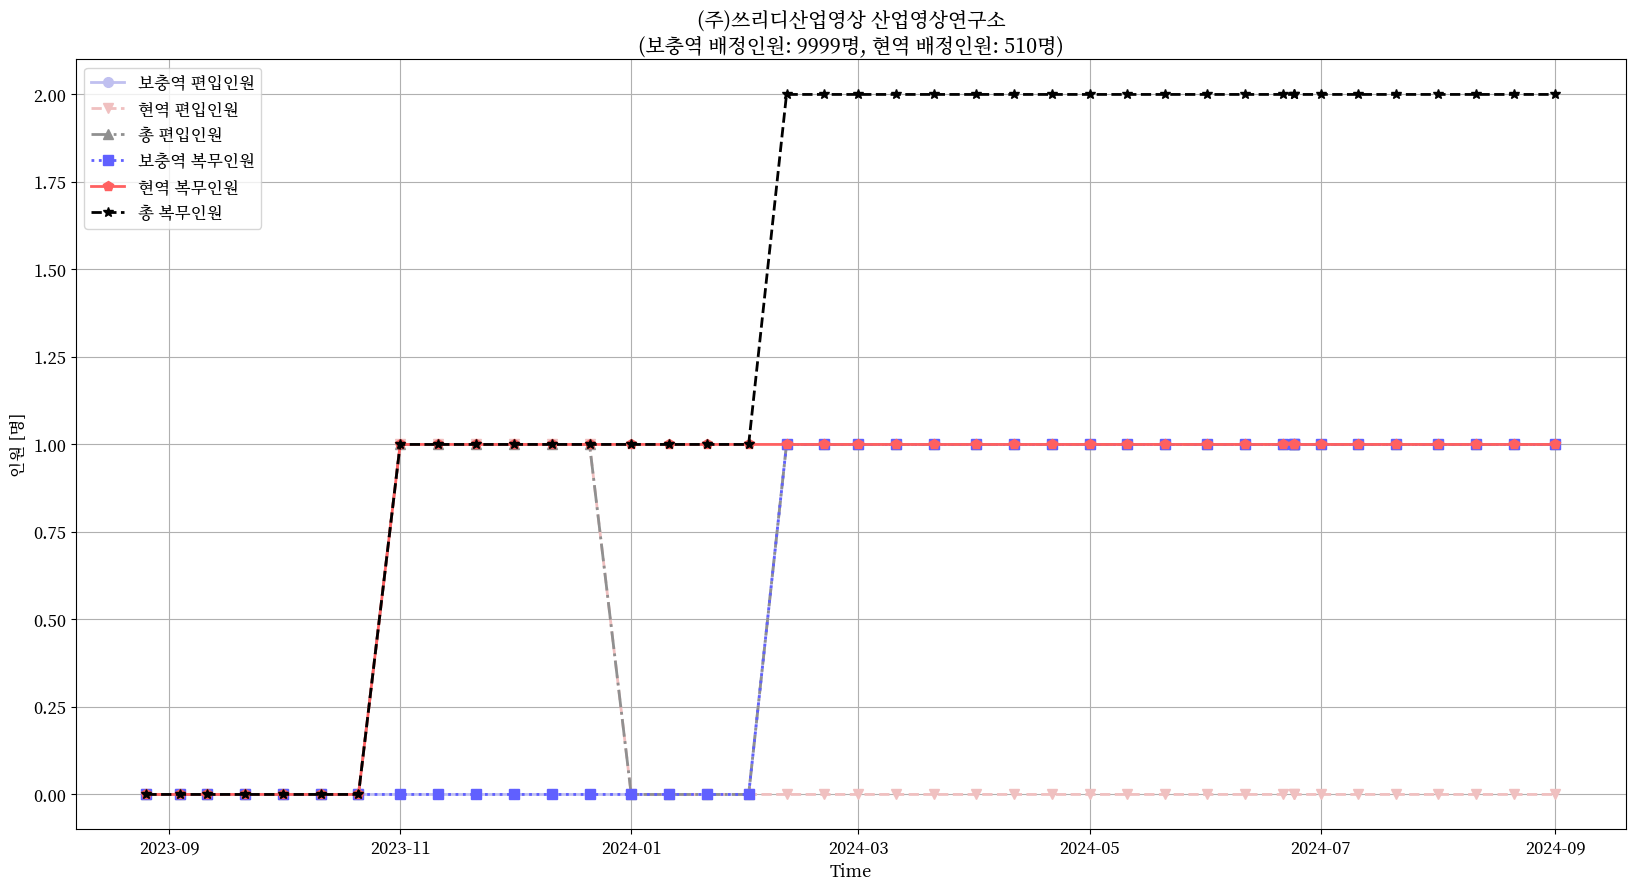 (주)쓰리디산업영상 산업영상연구소
(보충역 배정인원: 9999명, 현역 배정인원: 510명)
보충역 편입인원
현역 편입인원
총 편입인원
보충역 복무인원
현역 복무인원
총 복무인원
2.00
1.75
1.50
1.25
1.00
0.75
0.50
0.25
0.00
인원 [명]
2023-09 2023-11 2024-01 2024-03 2024-05 2024-07 2024-09
Time